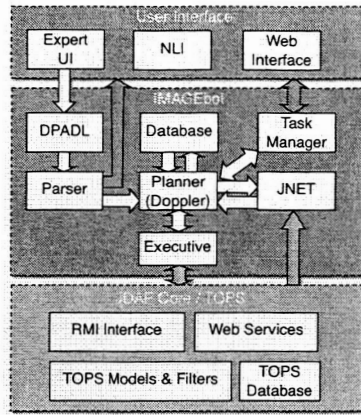 User Interface
Expert
UI
NLI
Web
Interface
IMAGEbot
DPADL
Database
Task
Manager
Parser
Planner
(Doppler)
JNET
Executive
JDAF Core / TOPS
RMI Interface
Web Services
TOPS Models & Filters
TOPS
Database